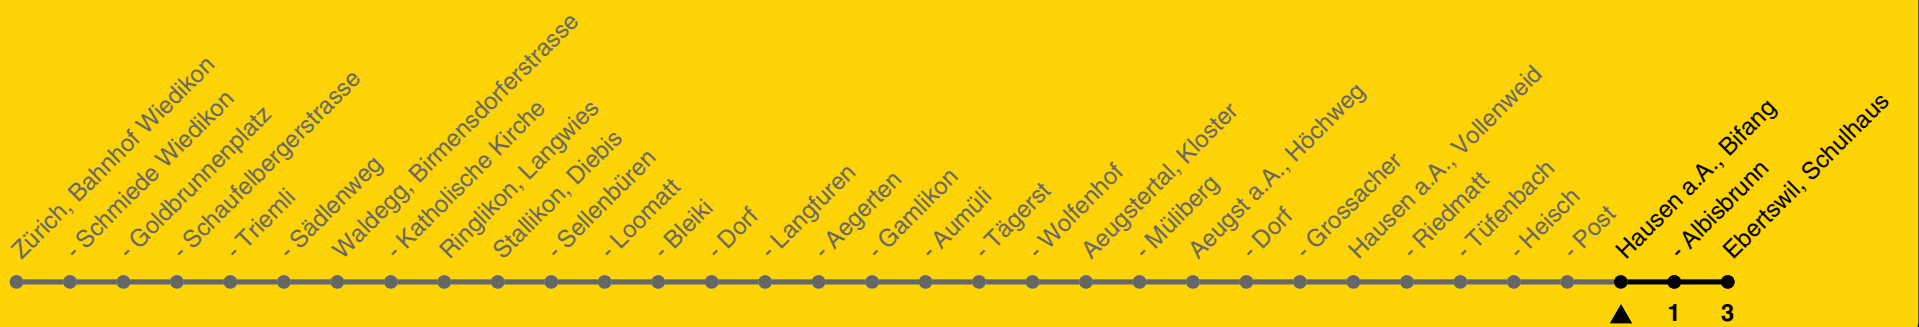 Zürich, Bahnhof Wiedikon
- Schmiede Wiedikon
- Goldbrunnenplatz
- Schaufelbergerstrasse
- Triemli
- Sädlenweg
Waldegg, Birmensdorferstrasse
- Katholische Kirche
Ringlikon, Langwies
Stallikon, Diebis
- Sellenbüren
- Loomatt
- Bleiki
- Dorf
- Langfuren
- Aegerten
- Gamlikon
- Aumüli
- Tägerst
- Wolfenhof
Aeugstertal, Kloster
- Müliberg
Aeugst a.A., Höchweg
- Dorf
- Grossacher
Hausen a.A., Vollenweid
- Riedmatt
- Tüfenbach
- Heisch
- Post
Hausen a.A., Bifang
- Albisbrunn
Ebertswil, Schulhaus
1
3